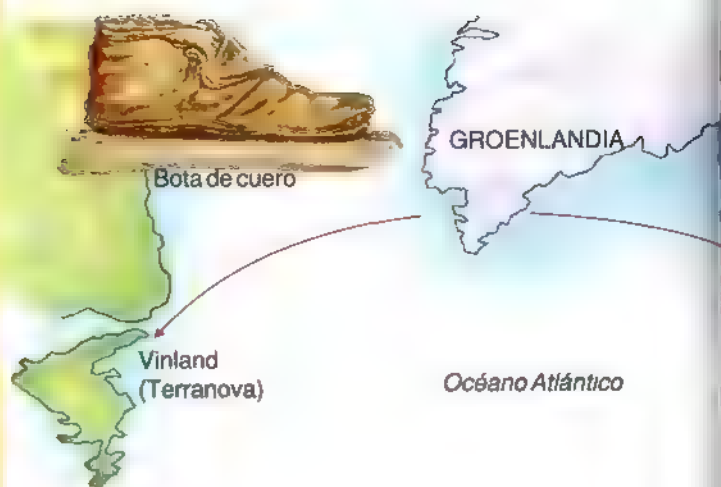 GROENLANDIA
Bota de cuero
Vinland
(Terranova)
Océano Atlántico